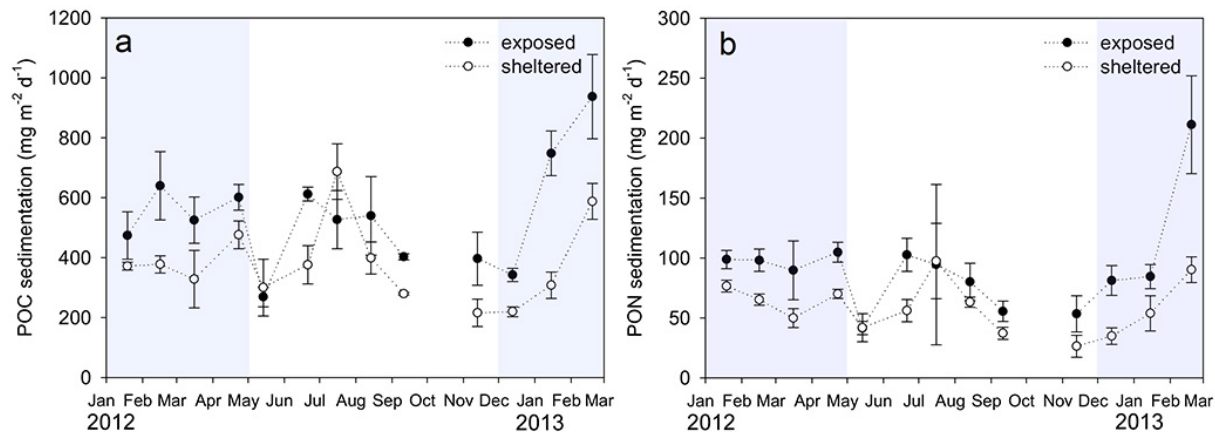 a
exposed
sheltered
POC sedimentation (mg m⁻² d⁻¹)
1200
1000
800
600
400
200
0
Jan Feb Mar Apr May Jun Jul Aug Sep Oct Nov Dec Jan Feb Mar
2012 2013
b
exposed
sheltered
PON sedimentation (mg m⁻² d⁻¹)
300
250
200
150
100
50
0
Jan Feb Mar Apr May Jun Jul Aug Sep Oct Nov Dec Jan Feb Mar
2012 2013